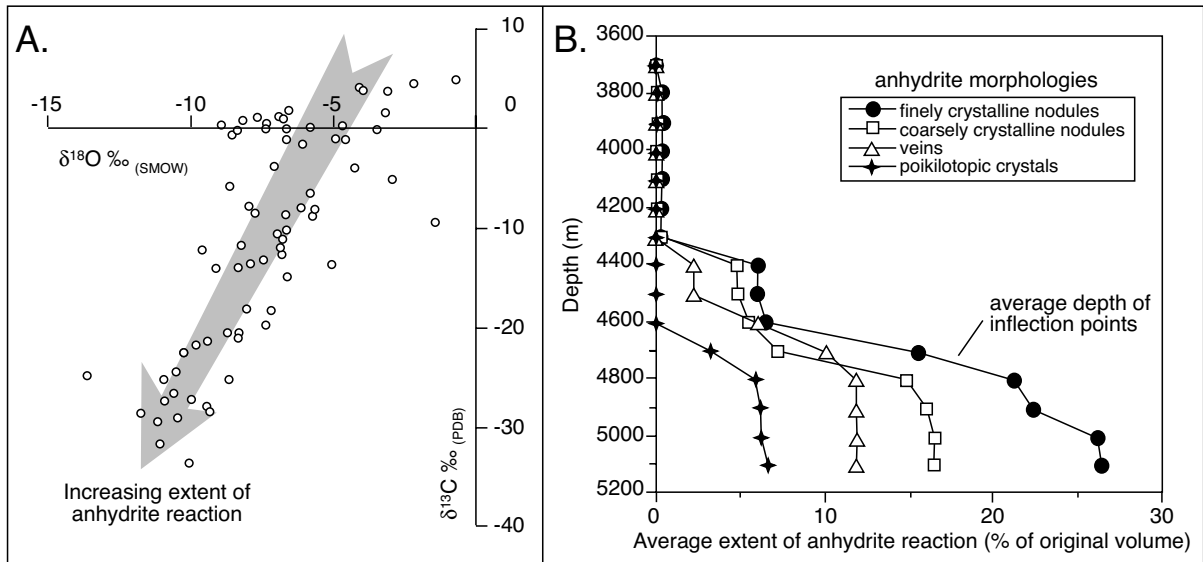 A.
10
-15
-10
-5
0
δ18O ‰ (SMOW)
-10
-20
-30
-40
δ13C ‰ (PDB)
Increasing extent of
anhydrite reaction
B.
3600
3800
4000
4200
4400
4600
4800
5000
5200
Depth (m)
anhydrite morphologies
finely crystalline nodules
coarsely crystalline nodules
veins
poikilotopic crystals
average depth of
inflection points
0
10
20
30
Average extent of anhydrite reaction (% of original volume)